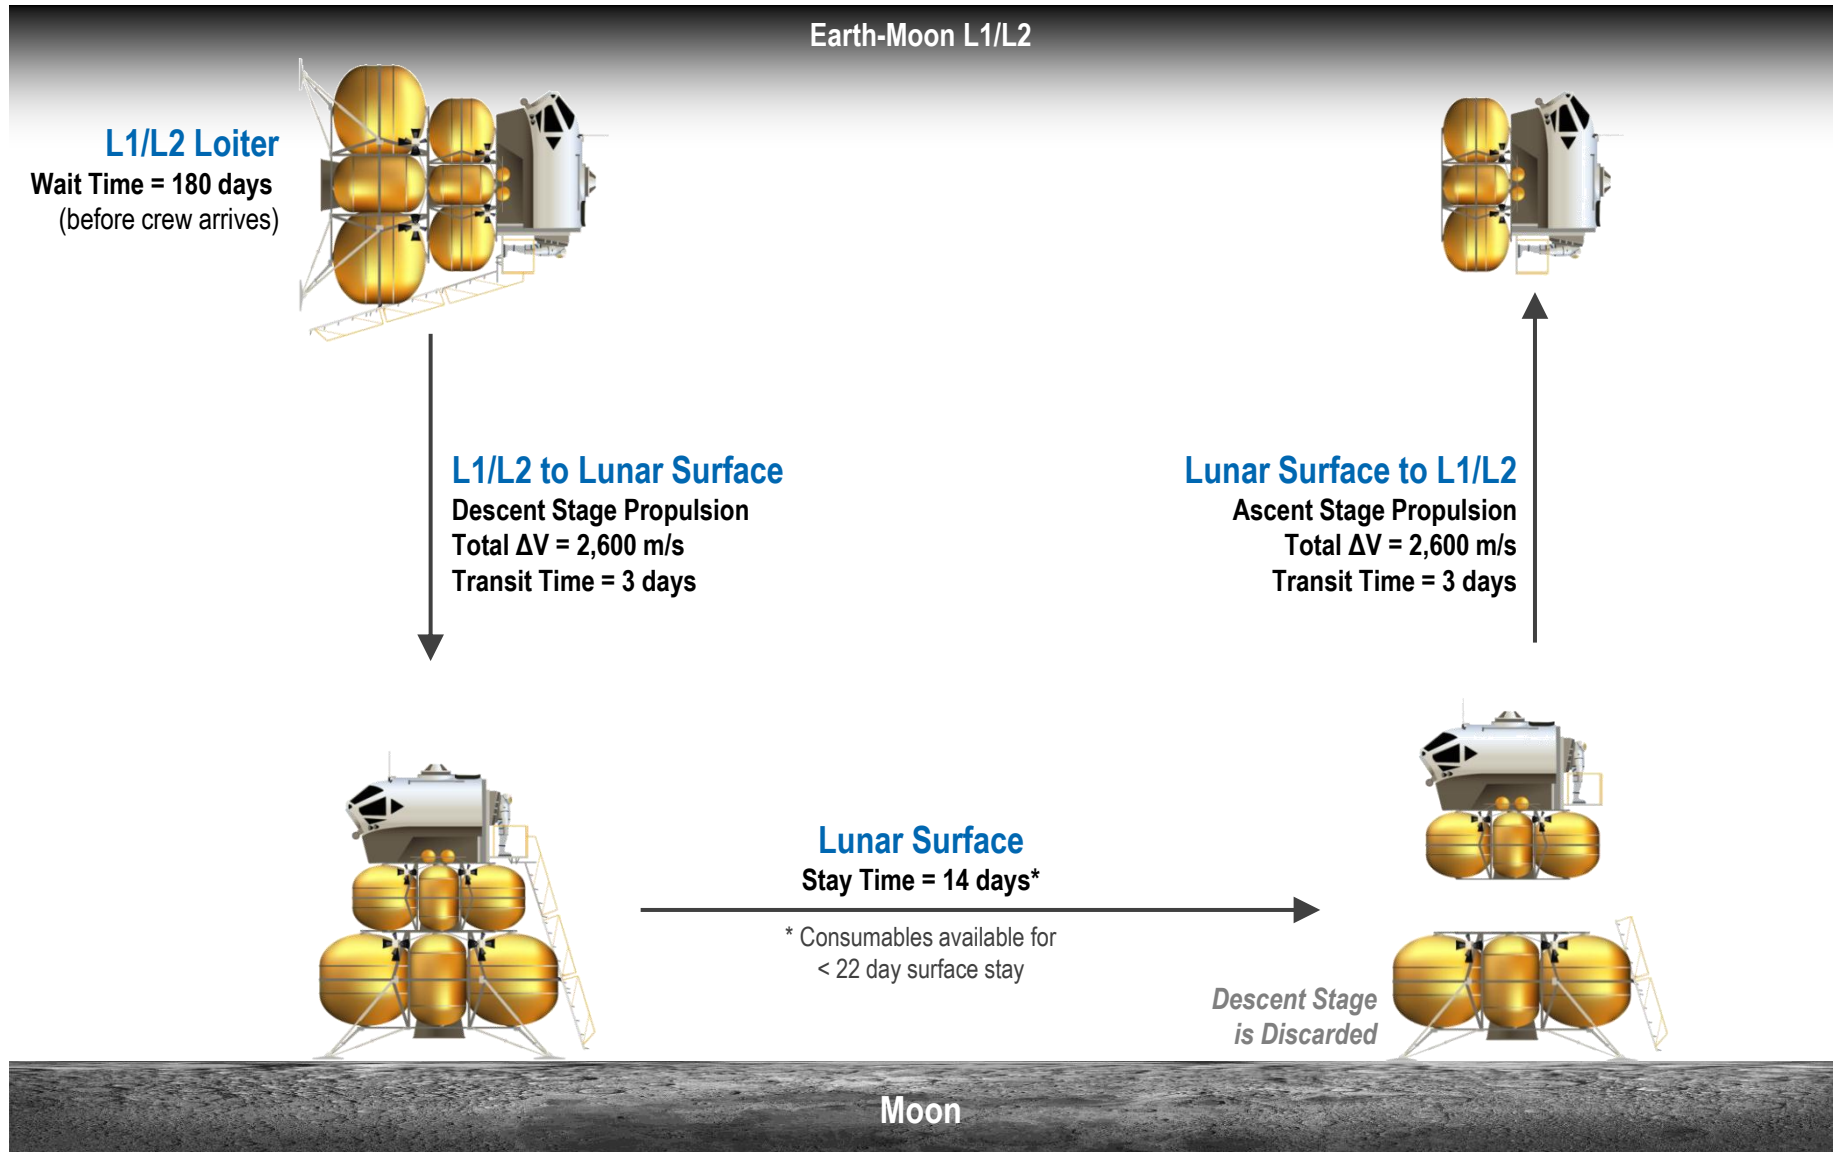 Earth-Moon L1/L2
L1/L2 Loiter
Wait Time = 180 days
(before crew arrives)
L1/L2 to Lunar Surface
Descent Stage Propulsion
Total ΔV = 2,600 m/s
Transit Time = 3 days
Lunar Surface to L1/L2
Ascent Stage Propulsion
Total ΔV = 2,600 m/s
Transit Time = 3 days
Lunar Surface
Stay Time = 14 days*
* Consumables available for
< 22 day surface stay
Descent Stage
is Discarded
Moon